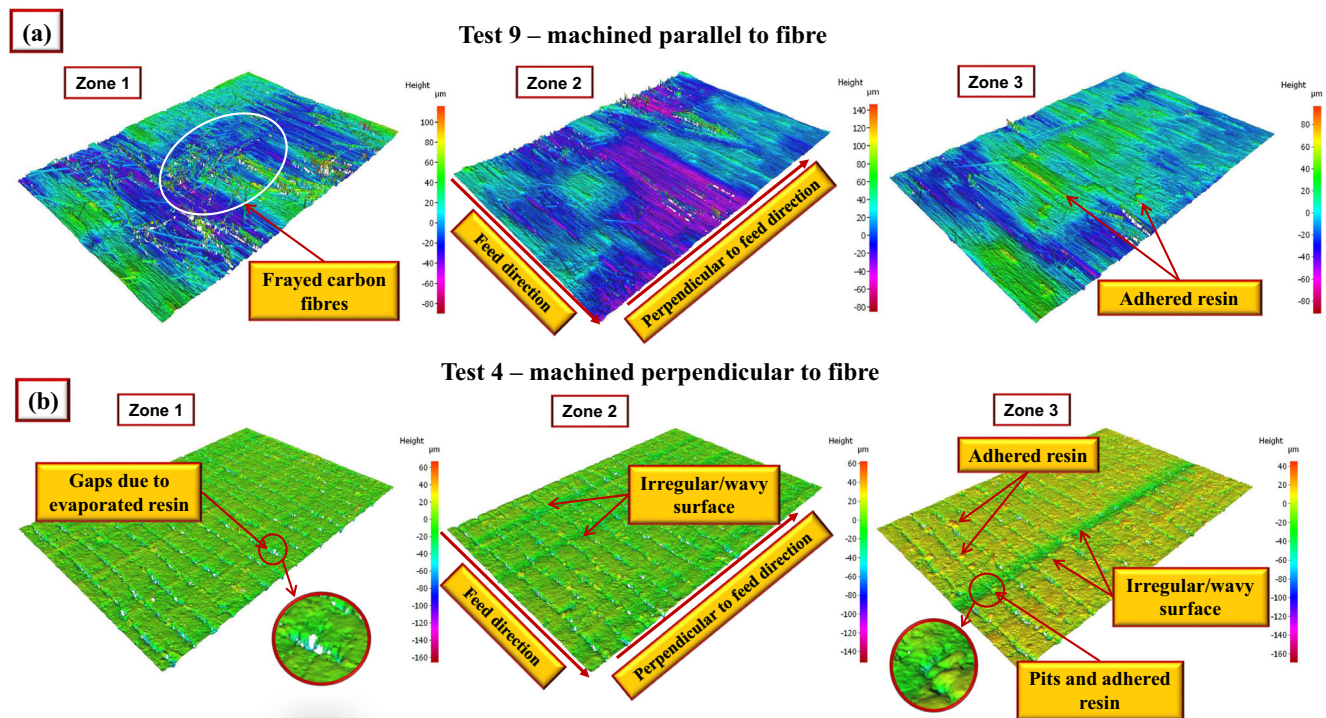 (a)
Test 9 – machined parallel to fibre
Zone 1
Zone 2
Zone 3
Height
µm
100
80
60
40
20
0
-20
-40
-60
-80
Height
µm
140
120
100
80
60
40
20
0
-20
-40
-60
-80
Height
µm
80
60
40
20
0
-20
-40
-60
-80
Frayed carbon
fibres
Feed direction
Perpendicular to feed direction
Adhered resin
Test 4 – machined perpendicular to fibre
(b)
Zone 1
Zone 2
Zone 3
Height
µm
60
40
20
0
-20
-40
-60
-80
-100
-120
-140
-160
Height
µm
60
40
20
0
-20
-40
-60
-80
-100
-120
-140
Height
µm
40
20
0
-20
-40
-60
-80
-100
-120
-140
-160
Gaps due to
evaporated resin
Irregular/wavy
surface
Feed direction
Perpendicular to feed direction
Adhered resin
Irregular/wavy
surface
Pits and adhered
resin